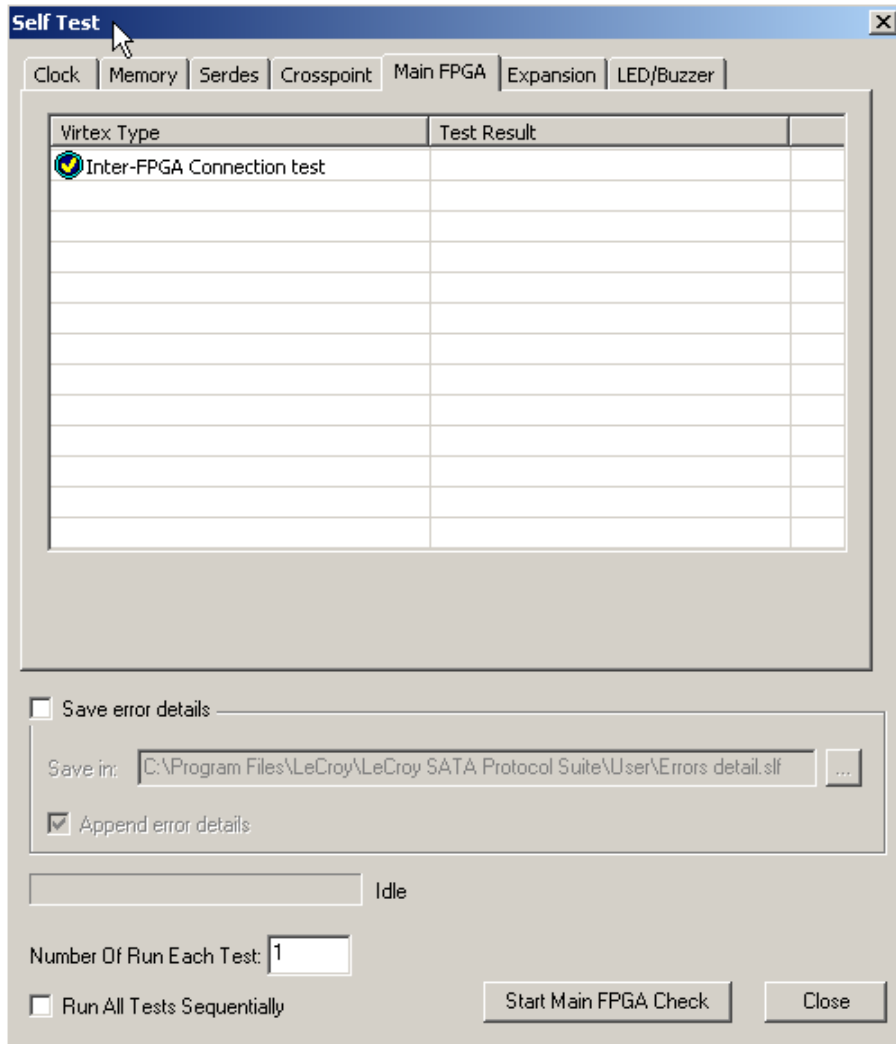 Self Test
Clock Memory Serdes Crosspoint Main FPGA Expansion LED/Buzzer
Virtex Type Test Result
Inter-FPGA Connection test
Save error details
Save in: C:\Program Files\LeCroy\LeCroy SATA Protocol Suite\User\Errors detail.slf ...
Append error details
Idle
Number Of Run Each Test: 1
Run All Tests Sequentially Start Main FPGA Check Close